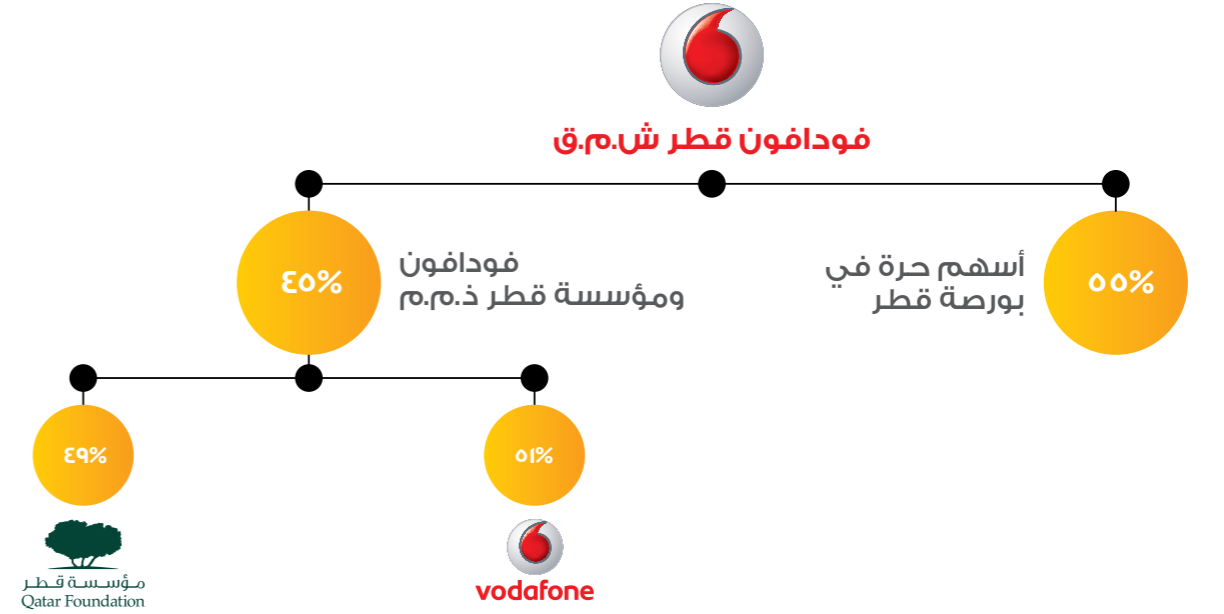 فودافون قطر ش.م.ق
٥٥%
أسهم حرة في
بورصة قطر
فودافون
ومؤسسة قطر ذ.م.م
٤٥%
٥١%
vodafone
٤٩%
مؤسسة قطر
Qatar Foundation